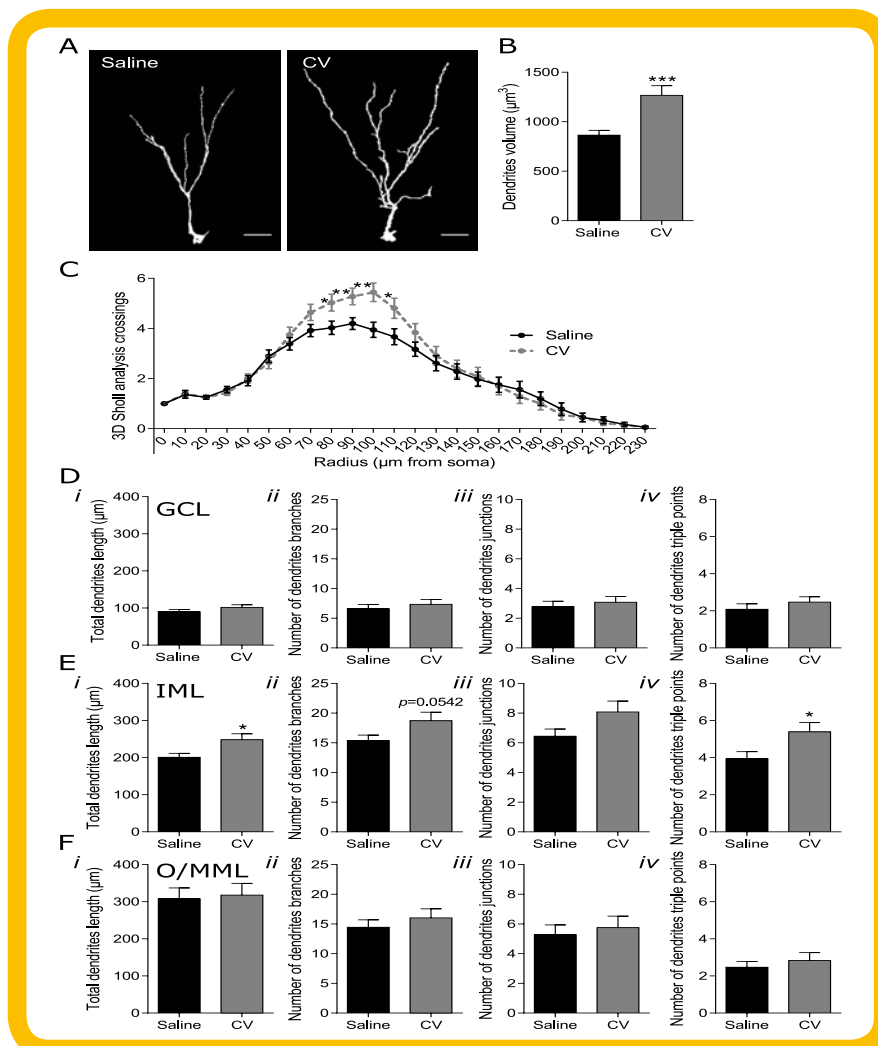 A
Saline
CV
B
Dendrites volume (µm³)
1500
1000
500
0
***
Saline
CV
C
3D Sholl analysis crossings
6
4
2
0
*
**
**
*
Saline
CV
0 10 20 30 40 50 60 70 80 90 100 110 120 130 140 150 160 170 180 190 200 210 220 230
Radius (µm from soma)
D
i
GCL
Total dendrites length (µm)
400
300
200
100
0
Saline
CV
ii
Number of dendrites branches
25
20
15
10
5
0
Saline
CV
iii
Number of dendrites junctions
10
8
6
4
2
0
Saline
CV
iv
Number of dendrites triple points
8
6
4
2
0
Saline
CV
E
i
IML
Total dendrites length (µm)
400
300
200
100
0
*
Saline
CV
ii
Number of dendrites branches
25
20
15
10
5
0
p=0.0542
Saline
CV
iii
Number of dendrites junctions
10
8
6
4
2
0
Saline
CV
iv
Number of dendrites triple points
8
6
4
2
0
*
Saline
CV
F
i
O/MML
Total dendrites length (µm)
400
300
200
100
0
Saline
CV
ii
Number of dendrites branches
25
20
15
10
5
0
Saline
CV
iii
Number of dendrites junctions
10
8
6
4
2
0
Saline
CV
iv
Number of dendrites triple points
8
6
4
2
0
Saline
CV